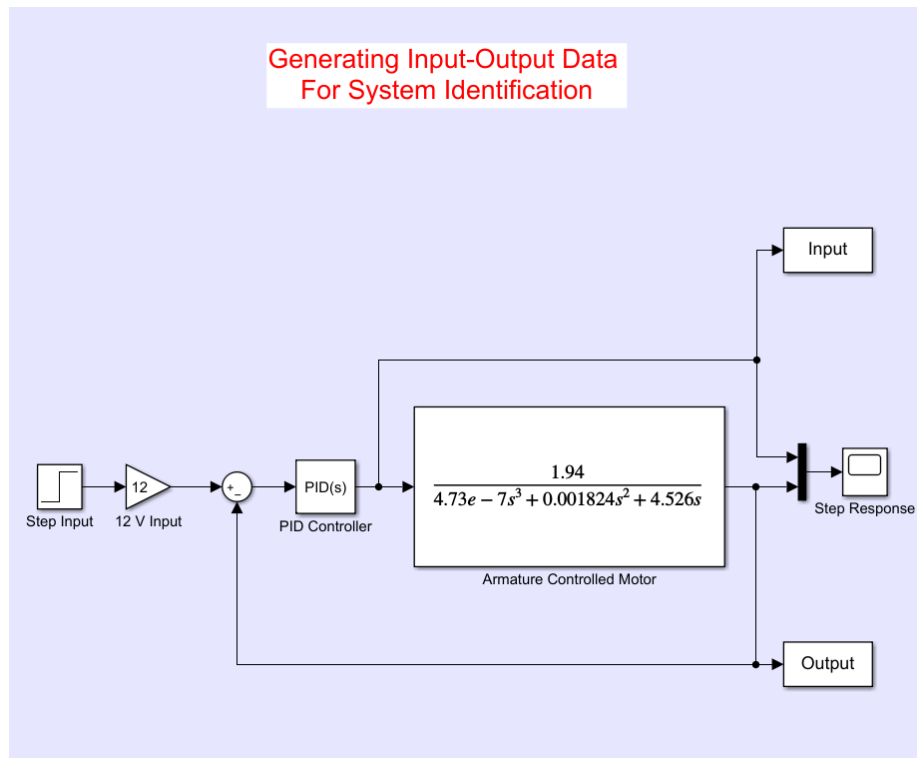 Generating Input-Output Data
For System Identification
Input
1.94
4.73e − 7s³ + 0.001824s² + 4.526s
12
+
−
PID(s)
Step Input
12 V Input
PID Controller
Step Response
Armature Controlled Motor
Output